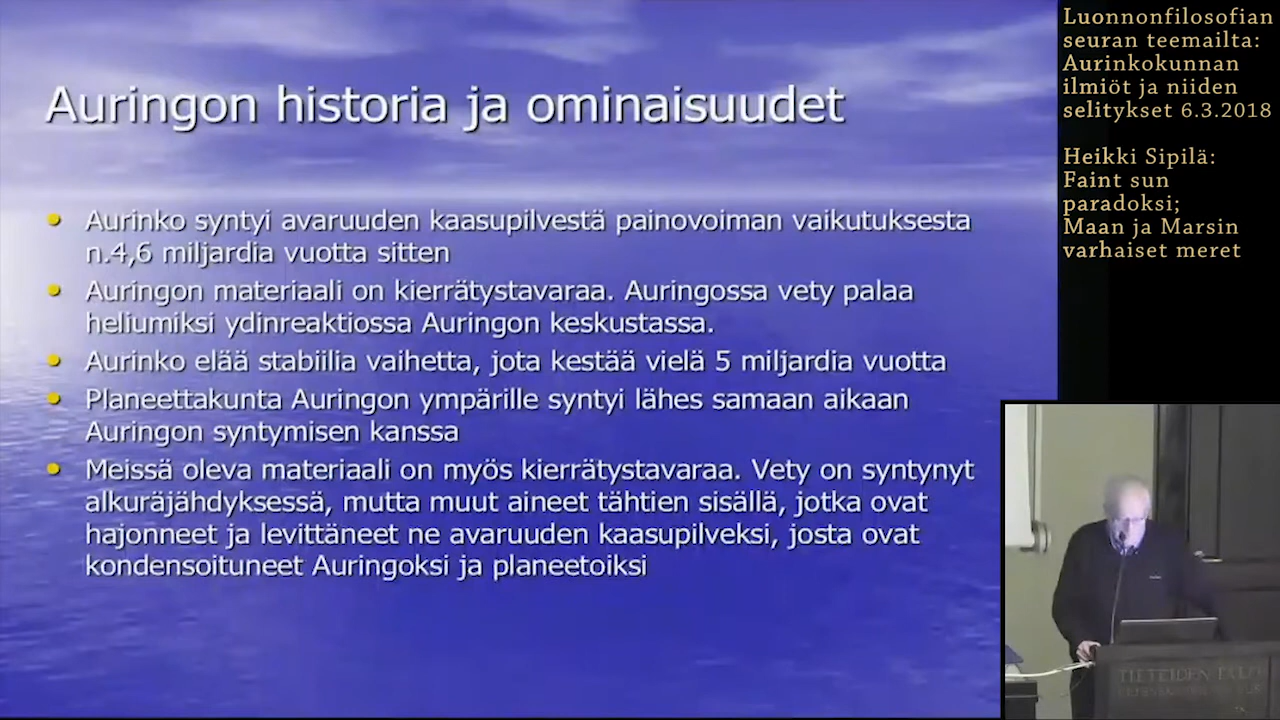 Auringon historia ja ominaisuudet
Aurinko syntyi avaruuden kaasupilvestä painovoiman vaikutuksesta
n.4,6 miljardia vuotta sitten
Auringon materiaali on kierrätystavaraa. Auringossa vety palaa
heliumiksi ydinreaktiossa Auringon keskustassa.
Aurinko elää stabiilia vaihetta, jota kestää vielä 5 miljardia vuotta
Planeettakunta Auringon ympärille syntyi lähes samaan aikaan
Auringon syntymisen kanssa
Meissä oleva materiaali on myös kierrätystavaraa. Vety on syntynyt
alkuräjähdyksessä, mutta muut aineet tähtien sisällä, jotka ovat
hajonneet ja levittäneet ne avaruuden kaasupilveksi, josta ovat
kondensoituneet Auringoksi ja planeetoiksi
Luonnonfilosofian
seuran teemailta:
Aurinkokunnan
ilmiöt ja niiden
selitykset 6.3.2018
Heikki Sipilä:
Faint sun
paradoksi;
Maan ja Marsin
varhaiset meret
TIETEIDEN